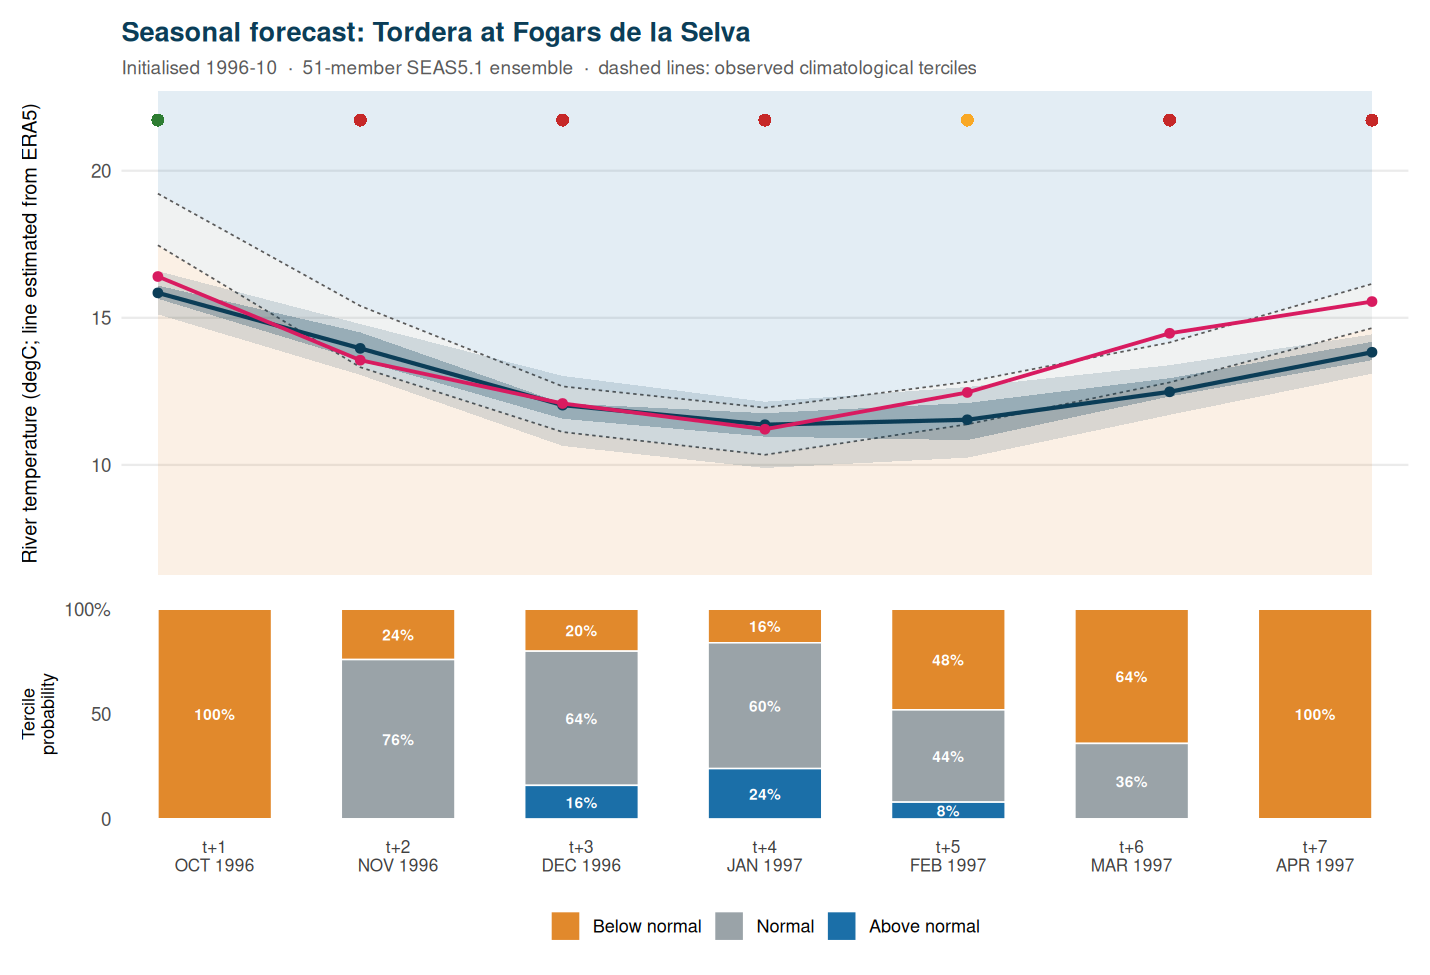 Seasonal forecast: Tordera at Fogars de la Selva
Initialised 1996-10 · 51-member SEAS5.1 ensemble · dashed lines: observed climatological terciles
River temperature (degC; line estimated from ERA5)
20
15
10
Tercile
probability
100%
50
0
100%
24%
76%
20%
64%
16%
16%
60%
24%
48%
44%
8%
64%
36%
100%
t+1
OCT 1996
t+2
NOV 1996
t+3
DEC 1996
t+4
JAN 1997
t+5
FEB 1997
t+6
MAR 1997
t+7
APR 1997
Below normal
Normal
Above normal